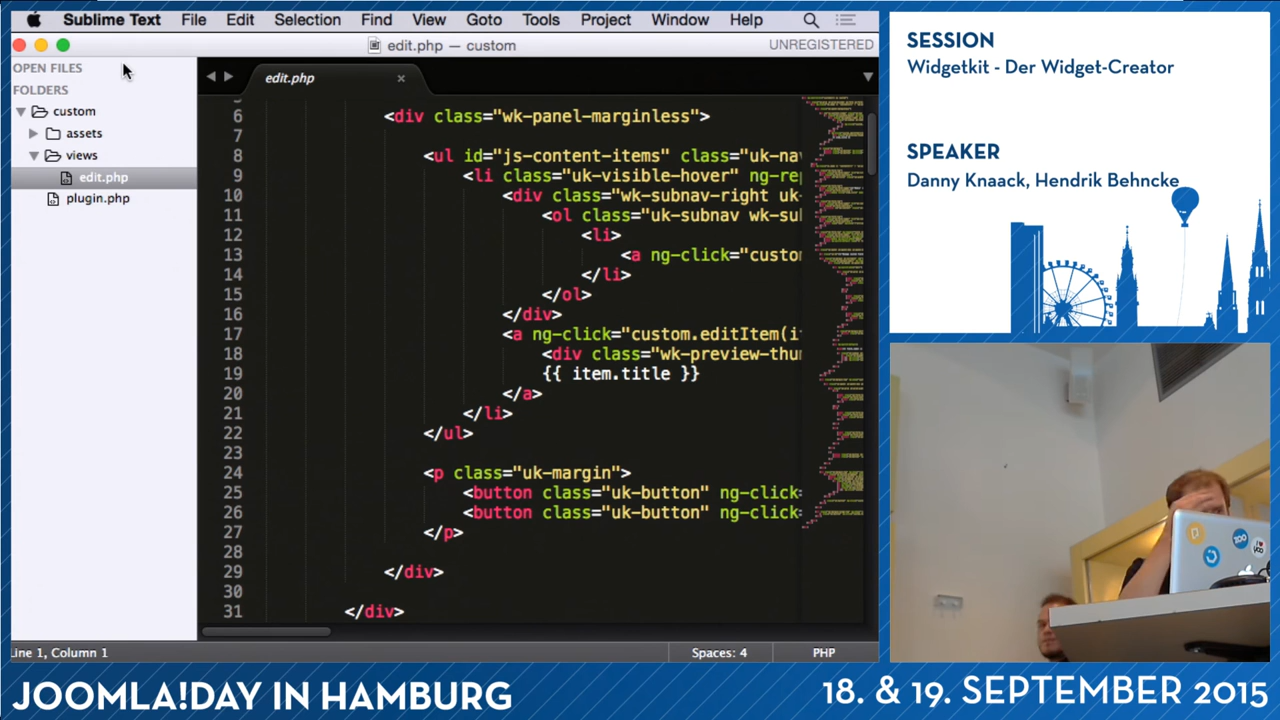 Sublime Text File Edit Selection Find View Goto Tools Project Window Help
edit.php — custom
UNREGISTERED
OPEN FILES
FOLDERS
custom
assets
views
edit.php
plugin.php
edit.php
6 <div class="wk-panel-marginless">
7
8 <ul id="js-content-items" class="uk-na
9 <li class="uk-visible-hover" ng-re
10 <div class="wk-subnav-right uk-
11 <ol class="uk-subnav wk-su
12 <li>
13 <a ng-click="custo
14 </li>
15 </ol>
16 </div>
17 <a ng-click="custom.editItem(i
18 <div class="wk-preview-thu
19 {{ item.title }}
20 </a>
21 </li>
22 </ul>
23
24 <p class="uk-margin">
25 <button class="uk-button" ng-click
26 <button class="uk-button" ng-click
27 </p>
28
29 </div>
30
31 </div>
Line 1, Column 1
Spaces: 4
PHP
SESSION
Widgetkit - Der Widget-Creator
SPEAKER
Danny Knaack, Hendrik Behncke
JOOMLA!DAY IN HAMBURG
18. & 19. SEPTEMBER 2015